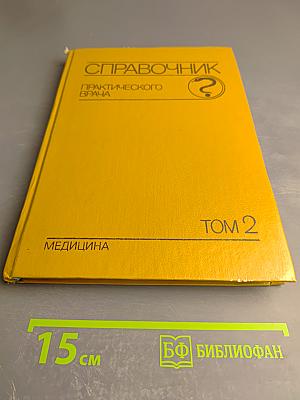 СПРАВОЧНИК
ПРАКТИЧЕСКОГО
ВРАЧА
ТОМ 2
МЕДИЦИНА
15 см
БФ БИБЛИОФАН